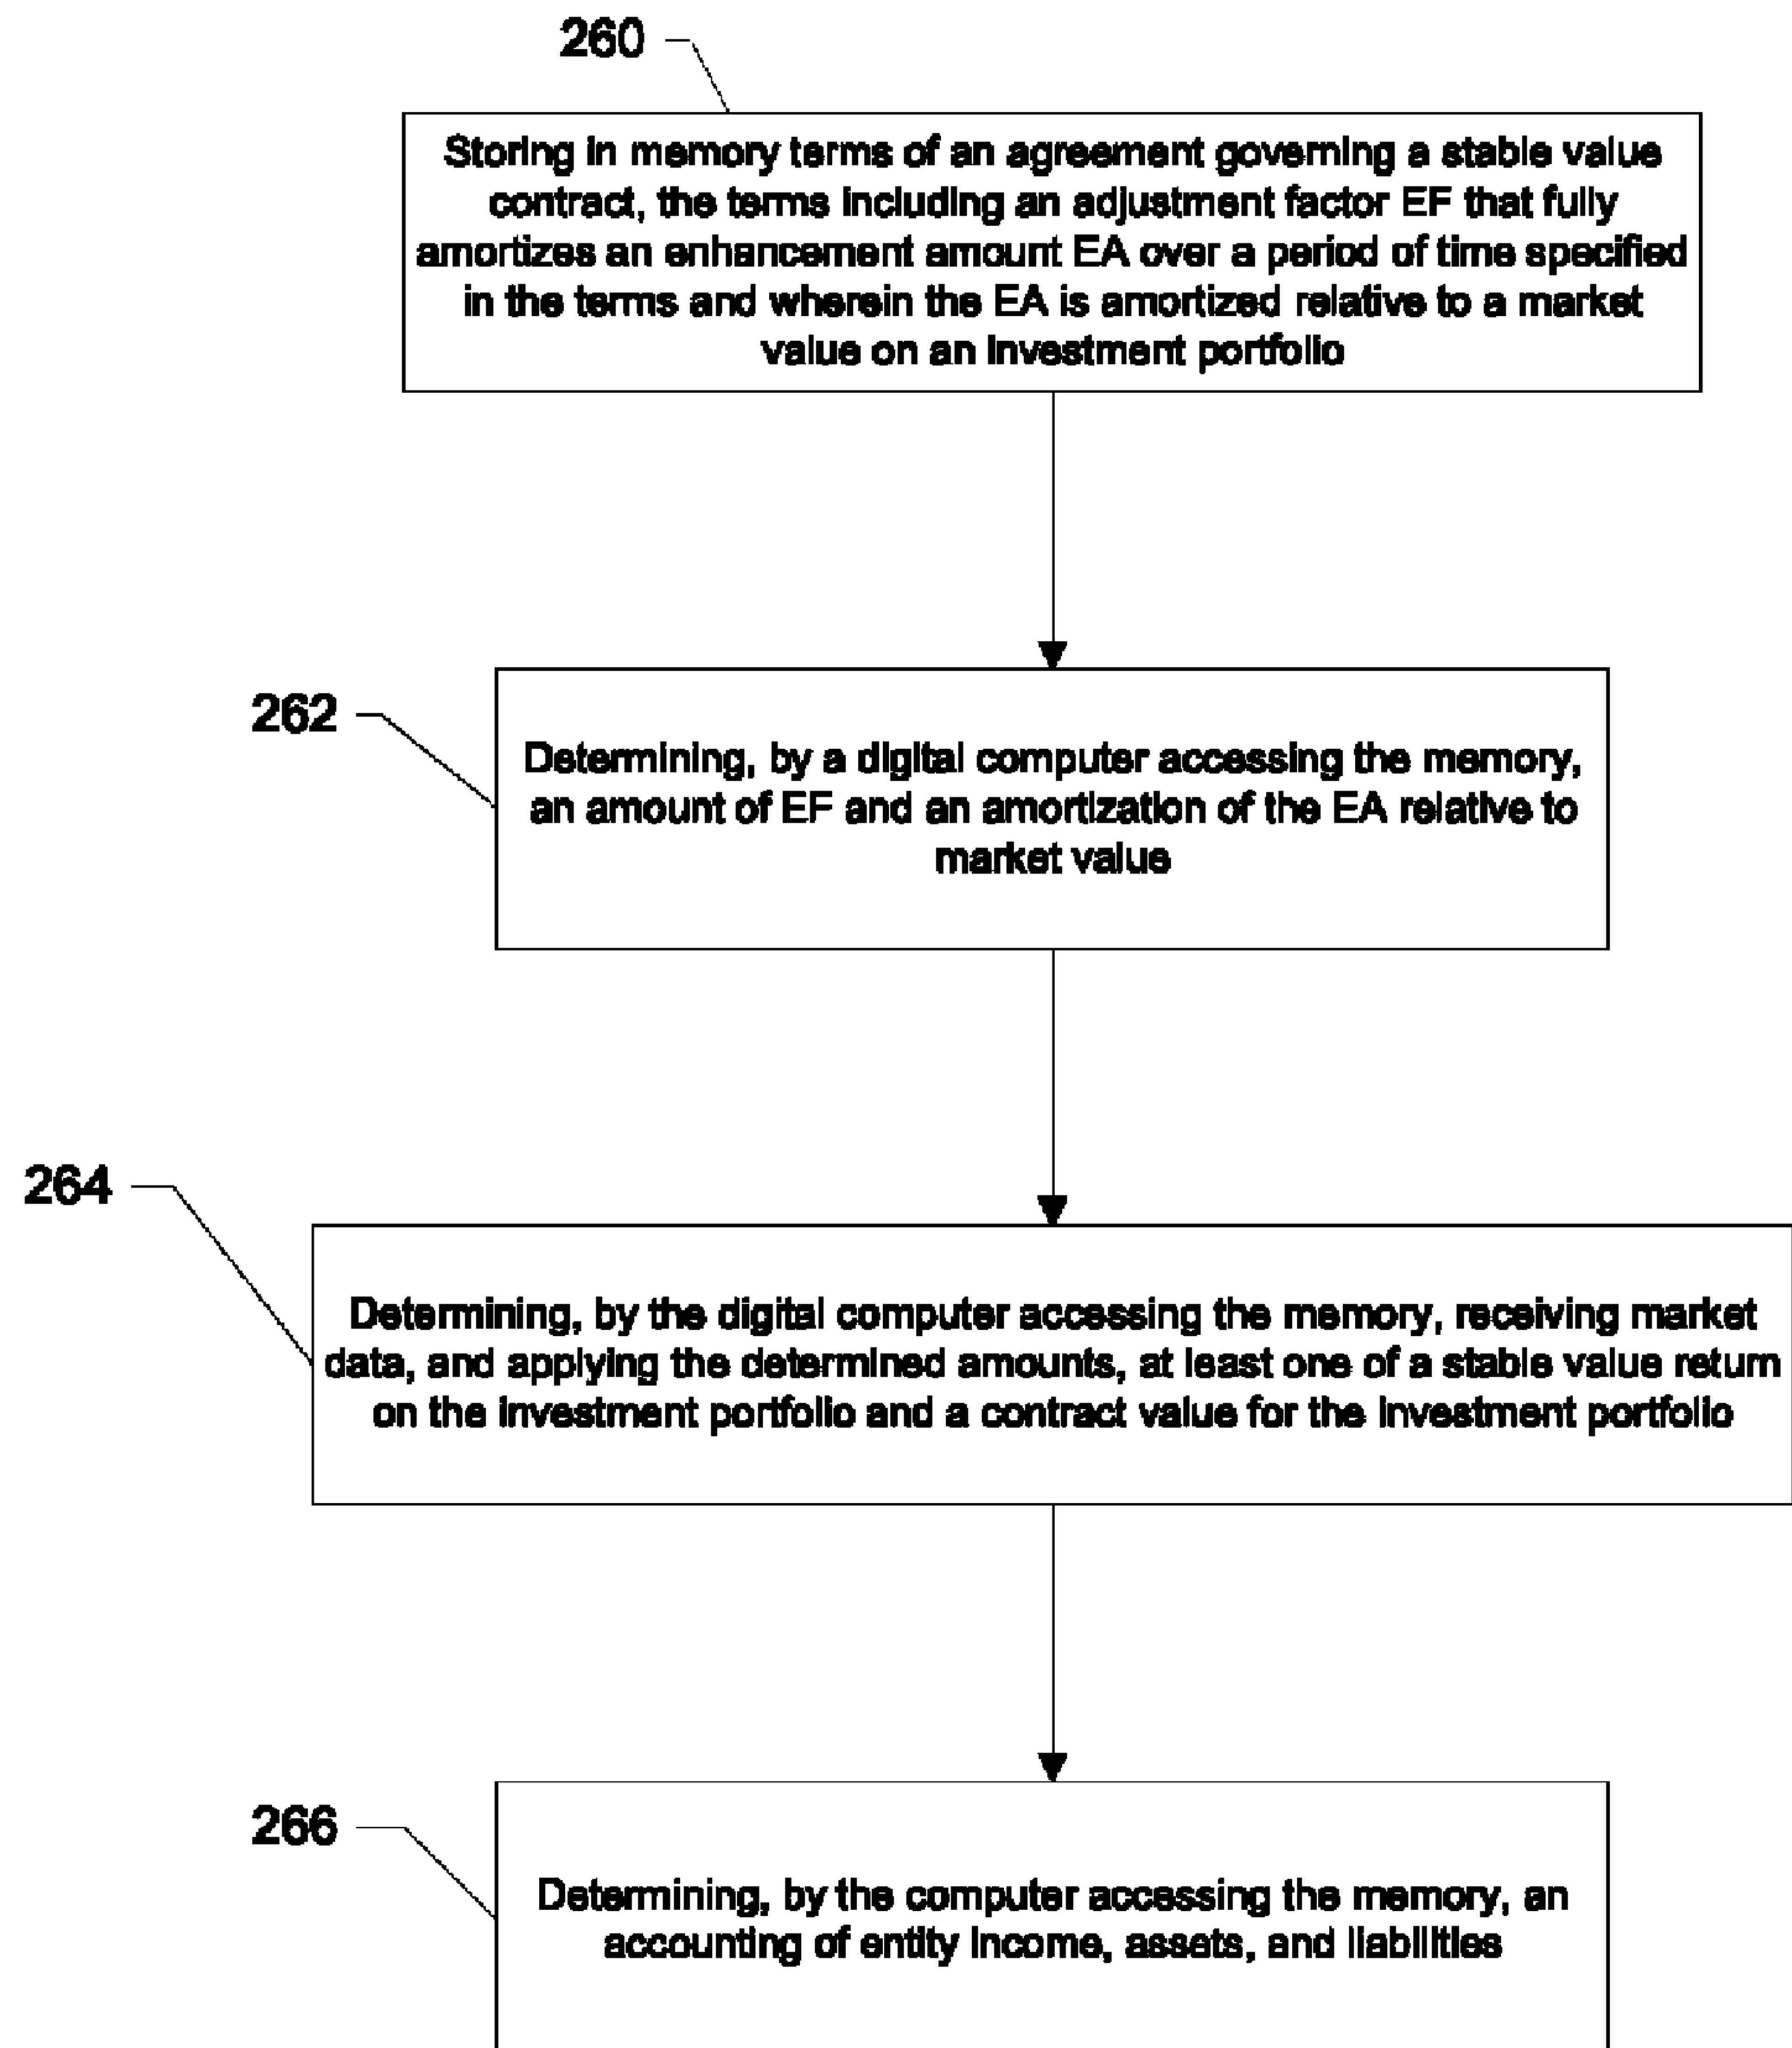 260
Storing in memory terms of an agreement governing a stable value
contract, the terms including an adjustment factor EF that fully
amortizes an enhancement amount EA over a period of time specified
in the terms and wherein the EA is amortized relative to a market
value on an investment portfolio
262
Determining, by a digital computer accessing the memory,
an amount of EF and an amortization of the EA relative to
market value
264
Determining, by the digital computer accessing the memory, receiving market
data, and applying the determined amounts, at least one of a stable value return
on the investment portfolio and a contract value for the investment portfolio
266
Determining, by the computer accessing the memory, an
accounting of entity income, assets, and liabilities